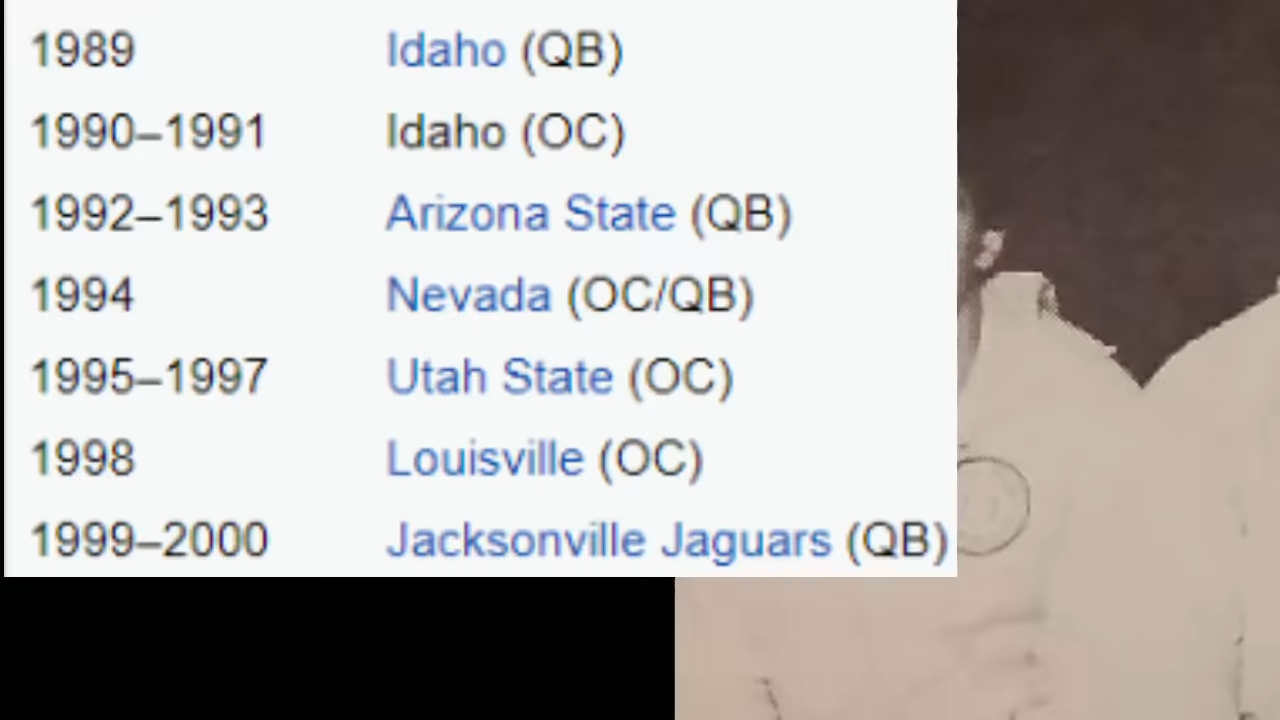 1989 Idaho (QB)
1990–1991 Idaho (OC)
1992–1993 Arizona State (QB)
1994 Nevada (OC/QB)
1995–1997 Utah State (OC)
1998 Louisville (OC)
1999–2000 Jacksonville Jaguars (QB)